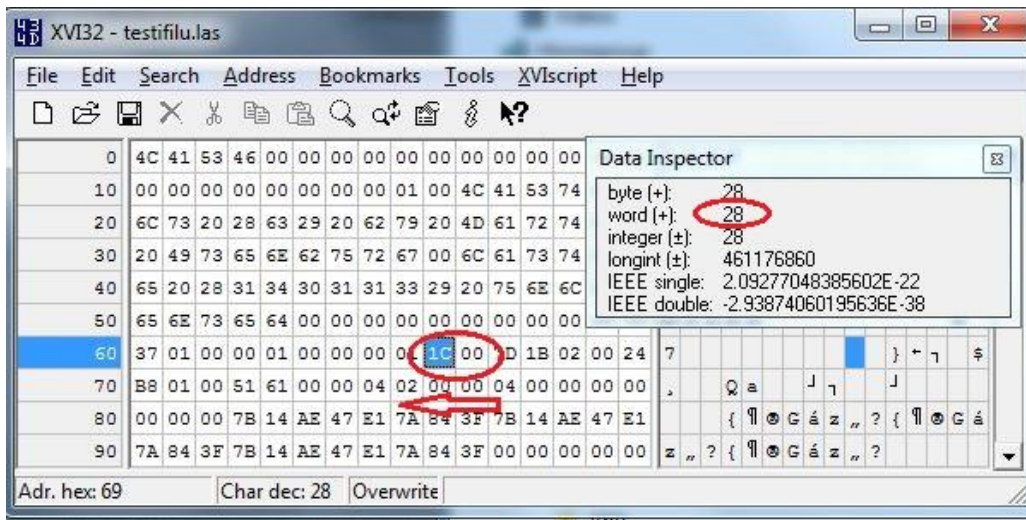 XVI32 - testifilu.las
File Edit Search Address Bookmarks Tools XVIscript Help
0 4C 41 53 46 00 00 00 00 00 00 00 00 00 00
10 00 00 00 00 00 00 00 00 01 00 4C 41 53 74
20 6C 73 20 28 63 29 20 62 79 20 4D 61 72 74
30 20 49 73 65 6E 62 75 72 67 00 6C 61 73 74
40 65 20 28 31 34 30 31 31 33 29 20 75 6E 6C
50 65 6E 73 65 64 00 00 00 00 00 00 00 00 00
Data Inspector
byte (+): 28
word (+): 28
integer (±): 28
longint (±): 461176860
IEEE single: 2.09277048385602E-22
IEEE double: -2.93874060195636E-38
60 37 01 00 00 01 00 00 00 01 1C 00 7D 1B 02 00 24 7 } ← ┐ $
70 B8 01 00 51 61 00 00 04 02 00 00 04 00 00 00 00 ¸ Q a ┘ ┐ ┘
80 00 00 00 7B 14 AE 47 E1 7A 84 3F 7B 14 AE 47 E1 { ¶ ® G á z „ ? { ¶ ® G á
90 7A 84 3F 7B 14 AE 47 E1 7A 84 3F 00 00 00 00 00 z „ ? { ¶ ® G á z „ ?
Adr. hex: 69 Char dec: 28 Overwrite